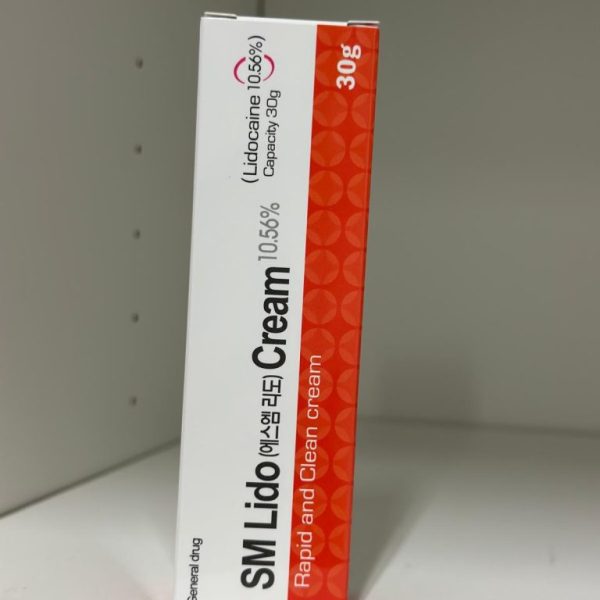 General drug
SM Lido (에스엠 리도) Cream 10.56%
(Lidocaine 10.56%)
Capacity 30g
Rapid and Clean cream
30g